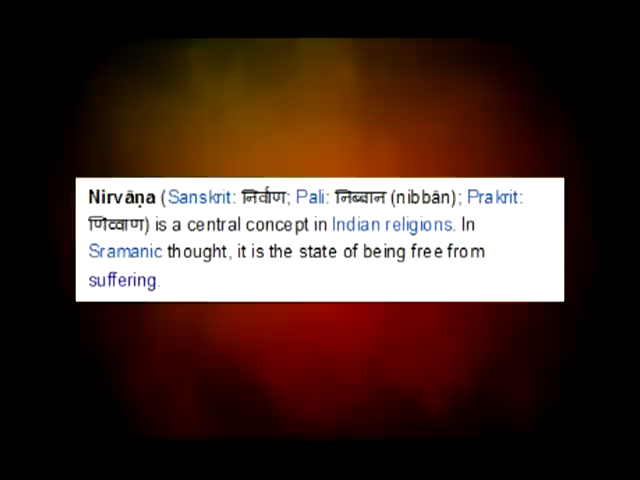 Nirvāṇa (Sanskrit: निर्वाण; Pali: निब्बान (nibbān); Prakrit:
णिव्वाण) is a central concept in Indian religions. In
Sramanic thought, it is the state of being free from
suffering.